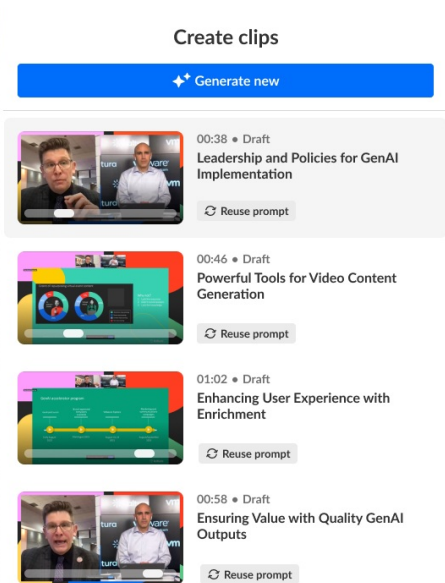 Create clips
Generate new
00:38 • Draft
Leadership and Policies for GenAI
Implementation
Reuse prompt
00:46 • Draft
Powerful Tools for Video Content
Generation
Reuse prompt
01:02 • Draft
Enhancing User Experience with
Enrichment
Reuse prompt
00:58 • Draft
Ensuring Value with Quality GenAI
Outputs
Reuse prompt